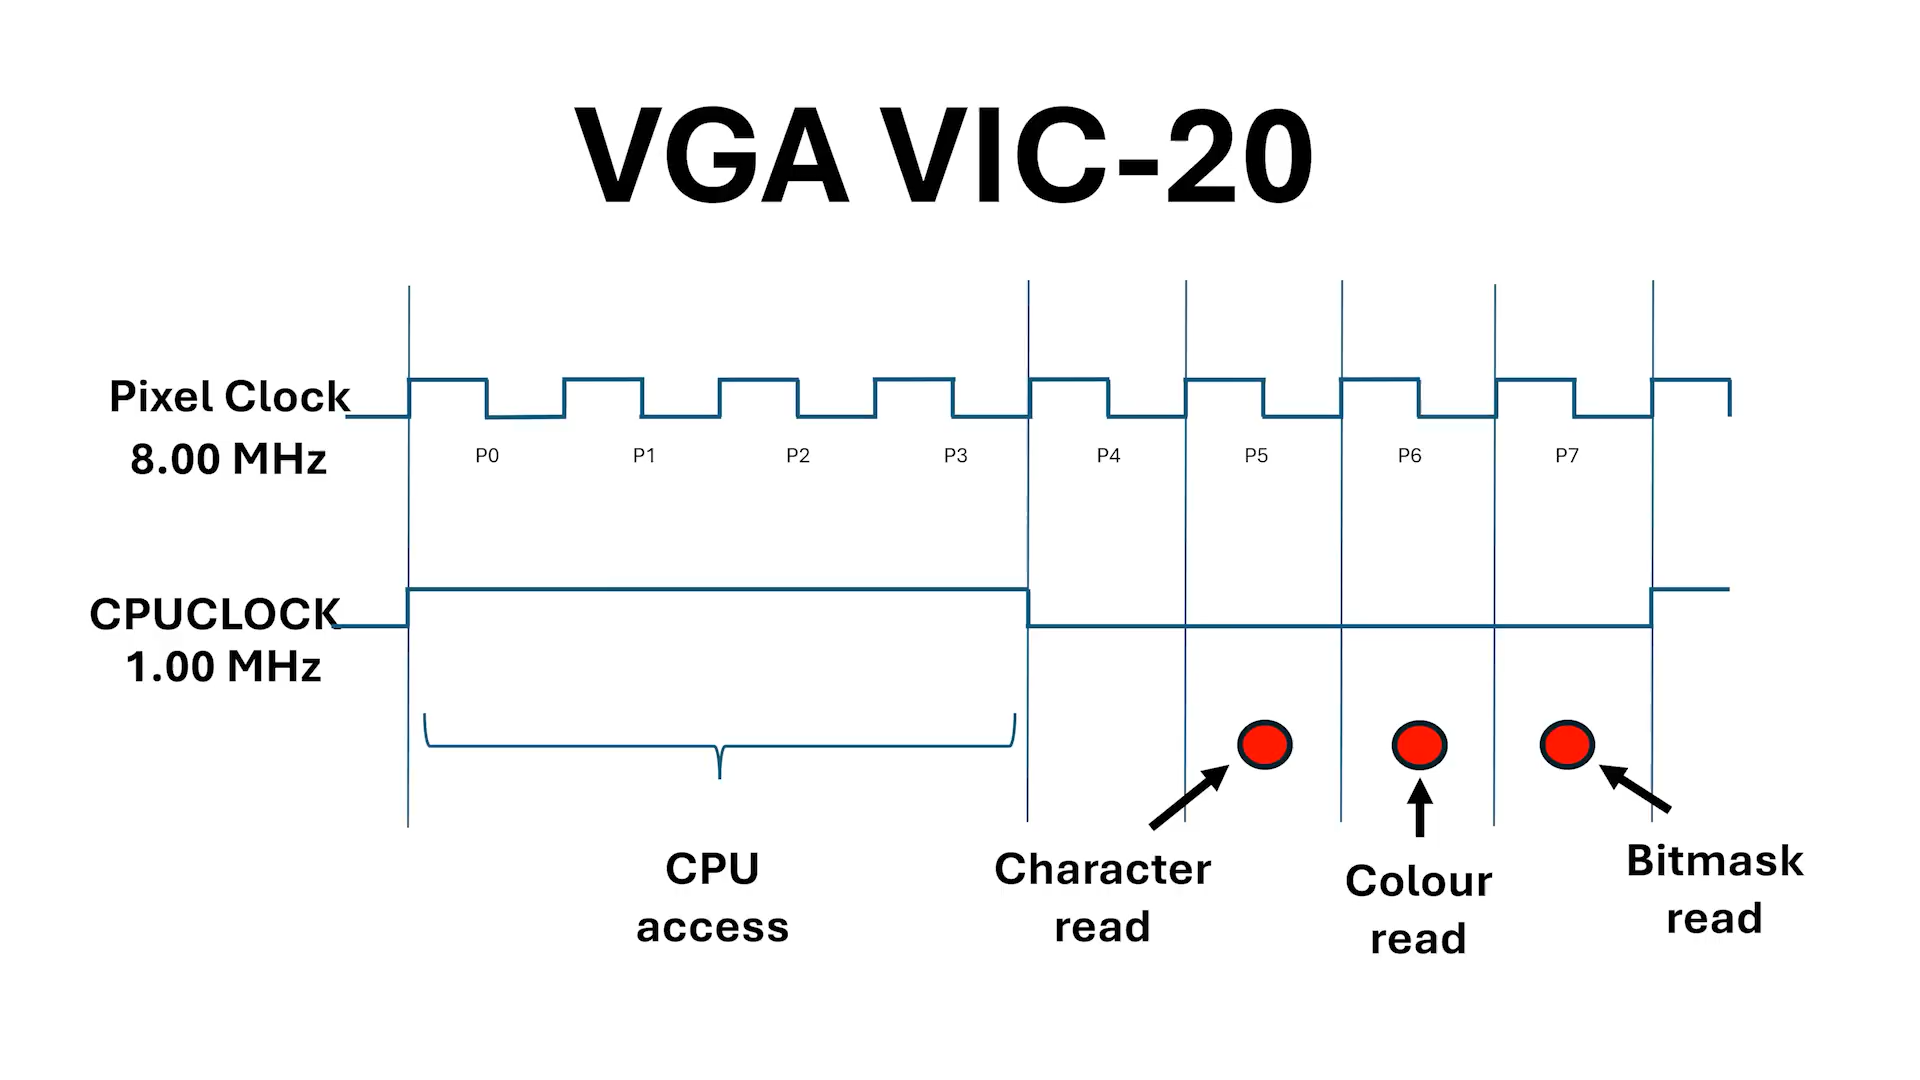 VGA VIC-20
Pixel Clock
8.00 MHz
P0 P1 P2 P3 P4 P5 P6 P7
CPUCLOCK
1.00 MHz
CPU
access
Character
read
Colour
read
Bitmask
read